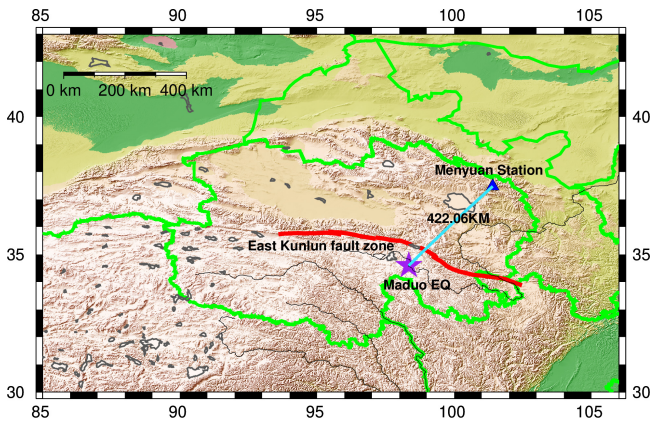 85 90 95 100 105
0 km 200 km 400 km
40 40
Menyuan Station
422.06KM
East Kunlun fault zone
35 35
Maduo EQ
30 30
85 90 95 100 105